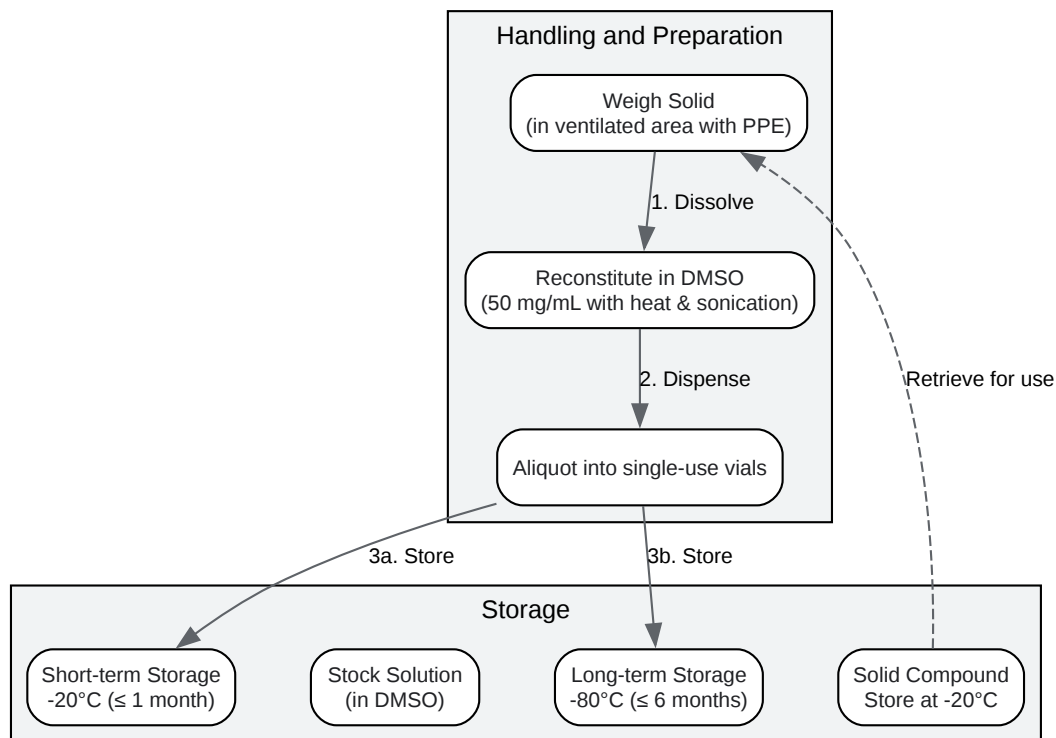 Handling and Preparation
Weigh Solid
(in ventilated area with PPE)
1. Dissolve
Reconstitute in DMSO
(50 mg/mL with heat & sonication)
2. Dispense
Retrieve for use
Aliquot into single-use vials
3a. Store
3b. Store
Storage
Short-term Storage
-20°C (≤ 1 month)
Stock Solution
(in DMSO)
Long-term Storage
-80°C (≤ 6 months)
Solid Compound
Store at -20°C